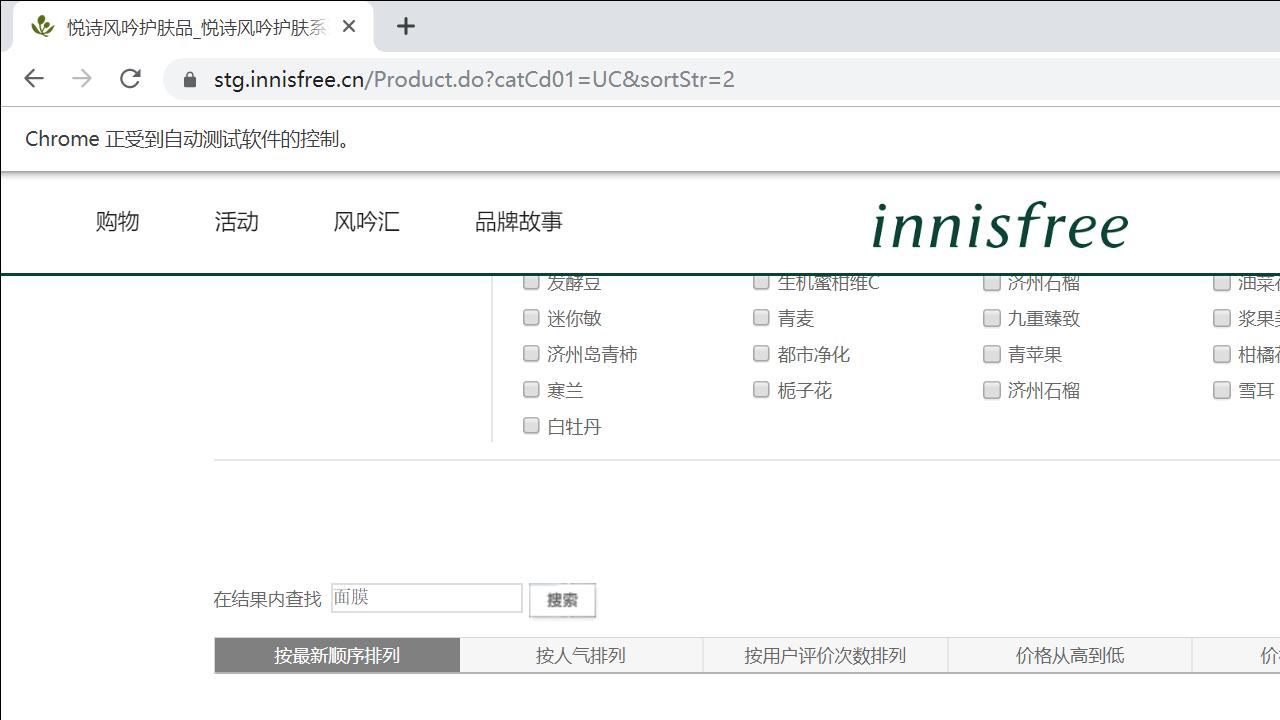 悦诗风吟护肤品_悦诗风吟护肤系
stg.innisfree.cn/Product.do?catCd01=UC&sortStr=2
Chrome 正受到自动测试软件的控制。
购物 活动 风吟汇 品牌故事 innisfree
发酵豆 生机蜜柑维C 济州石榴 油菜
迷你敏 青麦 九重臻致 浆果
济州岛青柿 都市净化 青苹果 柑橘
寒兰 栀子花 济州石榴 雪耳
白牡丹
在结果内查找 面膜 搜索
按最新顺序排列 按人气排列 按用户评价次数排列 价格从高到低 价